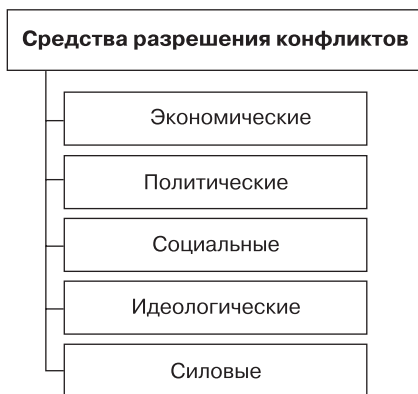 Средства разрешения конфликтов
Экономические
Политические
Социальные
Идеологические
Силовые